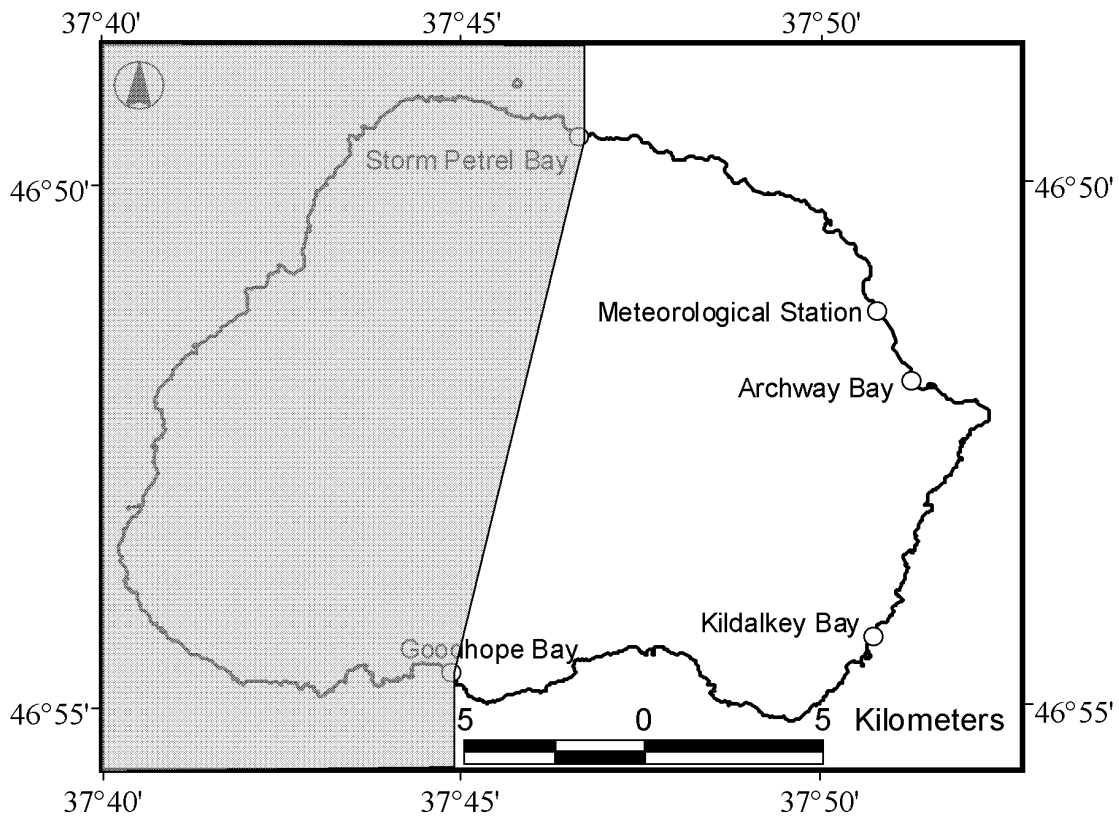 37°40' 37°45' 37°50'
Storm Petrel Bay
46°50' 46°50'
Meteorological Station
Archway Bay
Kildalkey Bay
Goodhope Bay
46°55' 46°55'
5 0 5 Kilometers
37°40' 37°45' 37°50'